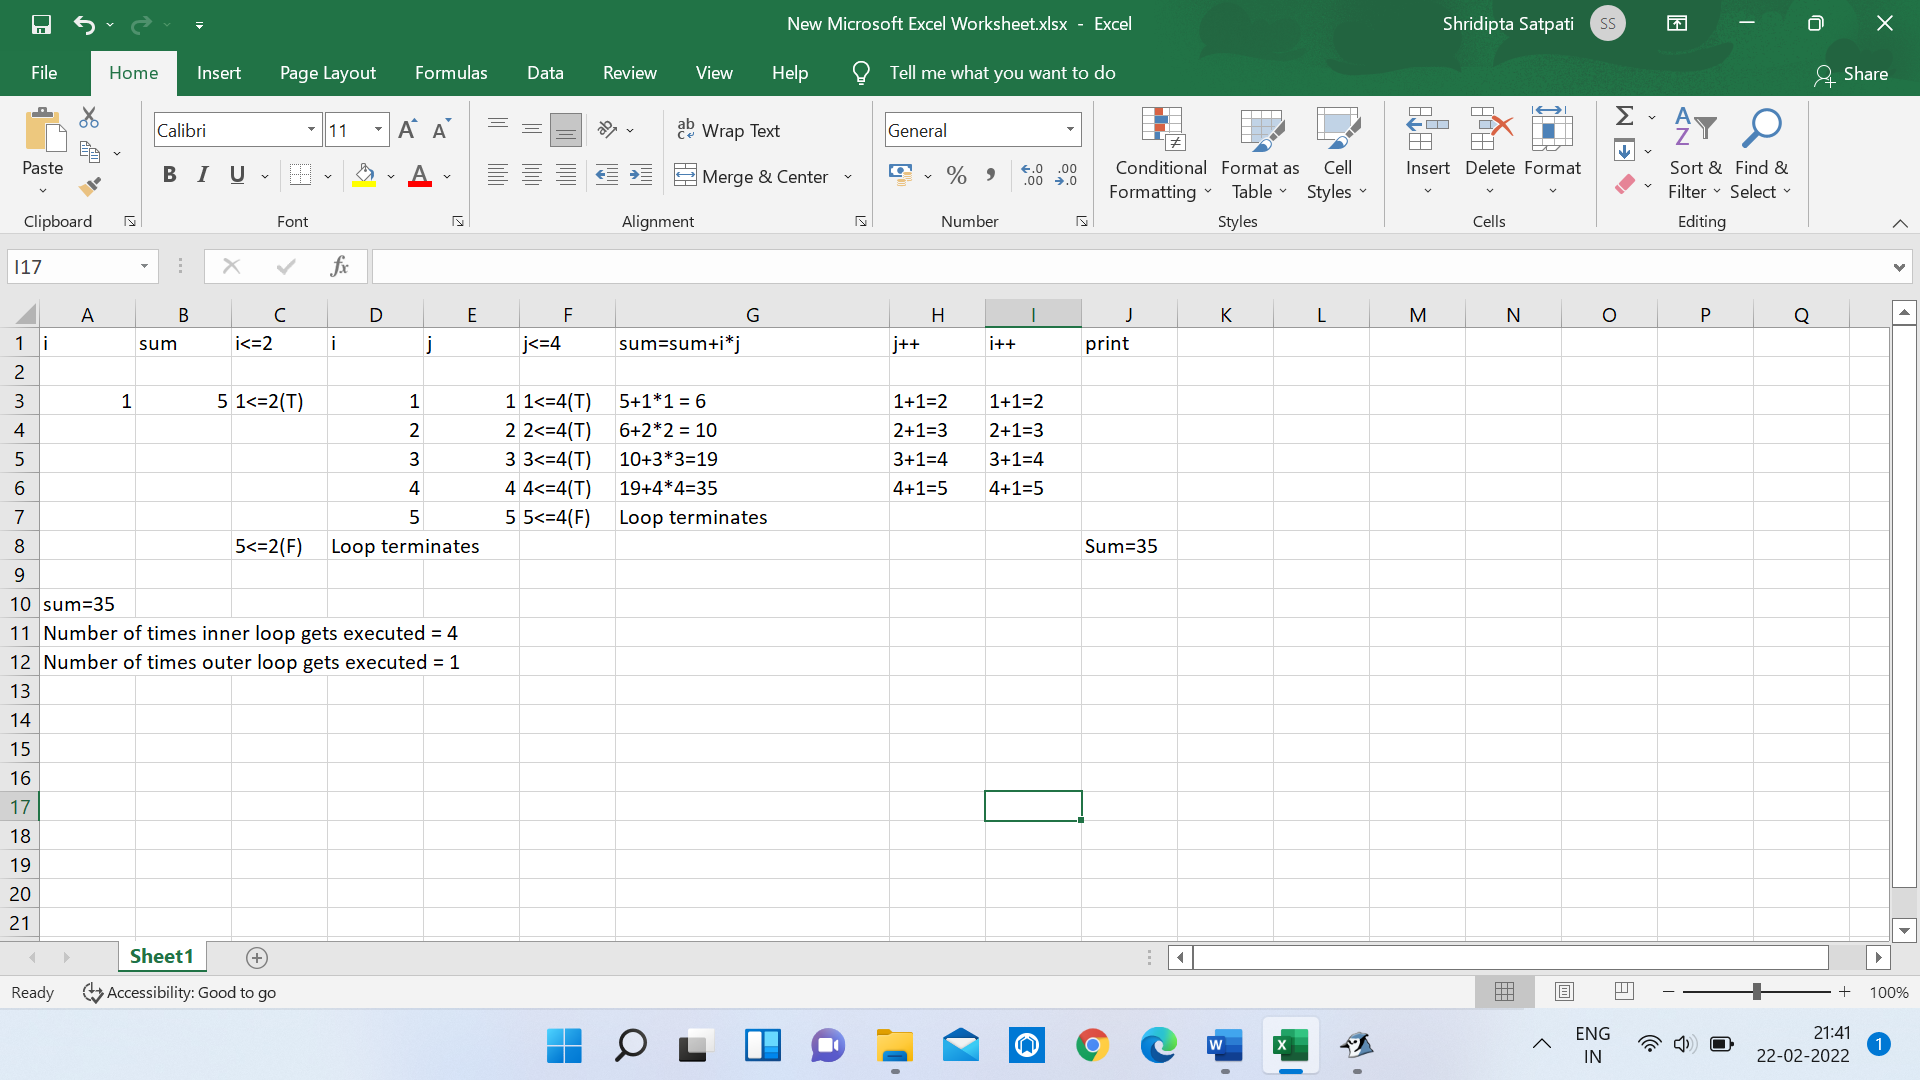 New Microsoft Excel Worksheet.xlsx - Excel
Shridipta Satpati
SS
File Home Insert Page Layout Formulas Data Review View Help Tell me what you want to do
Share
Paste
Clipboard
Calibri 11
B I U
Font
Wrap Text
Merge & Center
Alignment
General
Number
Conditional Formatting
Format as Table
Cell Styles
Styles
Insert Delete Format
Cells
Sort & Filter
Find & Select
Editing
I17
fx
A B C D E F G H I J K L M N O P Q
1 i sum i<=2 i j j<=4 sum=sum+i*j j++ i++ print
2
3 1 5 1<=2(T) 1 1 1<=4(T) 5+1*1 = 6 1+1=2 1+1=2
4 2 2 2<=4(T) 6+2*2 = 10 2+1=3 2+1=3
5 3 3 3<=4(T) 10+3*3=19 3+1=4 3+1=4
6 4 4 4<=4(T) 19+4*4=35 4+1=5 4+1=5
7 5 5 5<=4(F) Loop terminates
8 5<=2(F) Loop terminates Sum=35
9
10 sum=35
11 Number of times inner loop gets executed = 4
12 Number of times outer loop gets executed = 1
13
14
15
16
17
18
19
20
21
Sheet1
Ready Accessibility: Good to go
100%
ENG
IN
21:41
22-02-2022
1